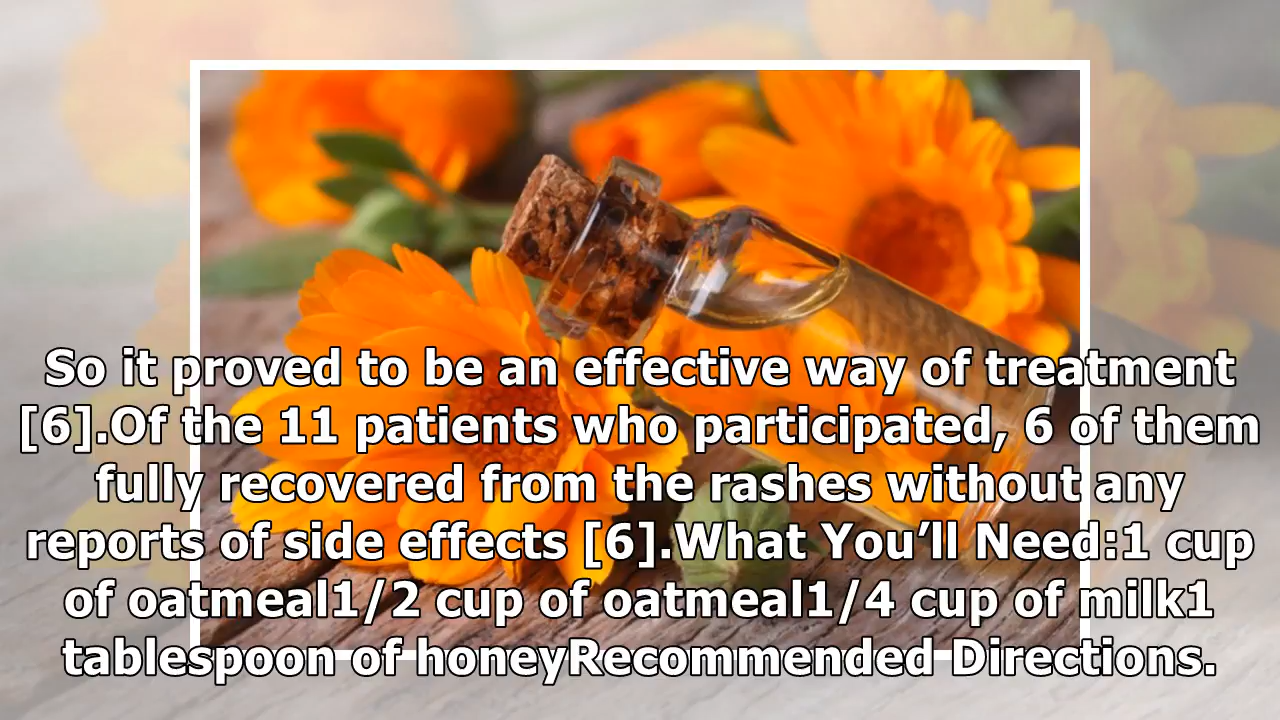 So it proved to be an effective way of treatment
[6].Of the 11 patients who participated, 6 of them
fully recovered from the rashes without any
reports of side effects [6].What You’ll Need:1 cup
of oatmeal1/2 cup of oatmeal1/4 cup of milk1
tablespoon of honeyRecommended Directions.